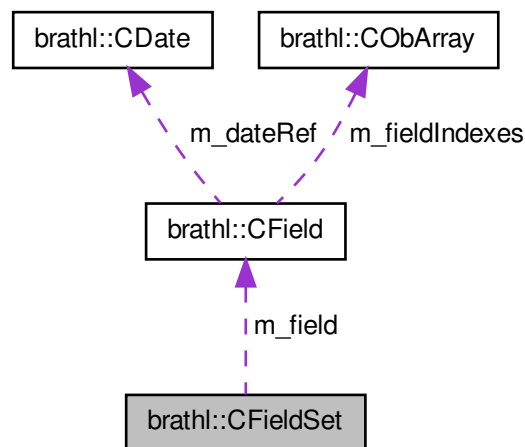 brathl::CDate
brathl::CObArray
m_dateRef
m_fieldIndexes
brathl::CField
m_field
brathl::CFieldSet